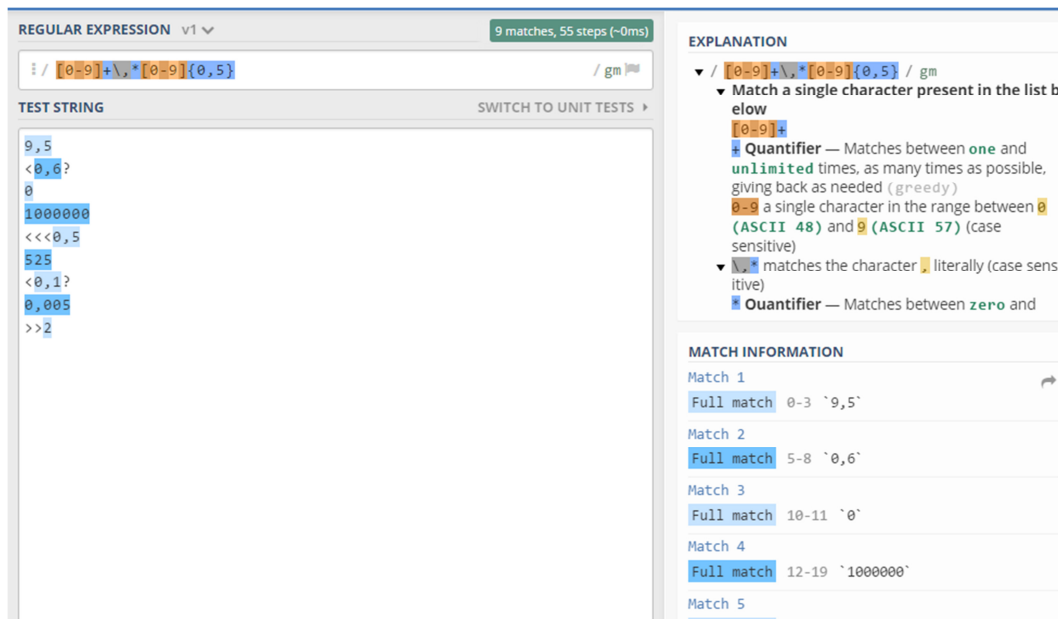 REGULAR EXPRESSION v1
9 matches, 55 steps (~0ms)
/ [0-9]+\,*[0-9]{0,5}
/ gm
TEST STRING
SWITCH TO UNIT TESTS
9,5
<0,6?
0
1000000
<<<0,5
525
<0,1?
0,005
>>2
EXPLANATION
/ [0-9]+\,*[0-9]{0,5} / gm
Match a single character present in the list b
elow
[0-9]+
+ Quantifier — Matches between one and
unlimited times, as many times as possible,
giving back as needed (greedy)
0-9 a single character in the range between 0
(ASCII 48) and 9 (ASCII 57) (case
sensitive)
\,* matches the character , literally (case sens
itive)
* Quantifier — Matches between zero and
MATCH INFORMATION
Match 1
Full match 0-3 `9,5`
Match 2
Full match 5-8 `0,6`
Match 3
Full match 10-11 `0`
Match 4
Full match 12-19 `1000000`
Match 5